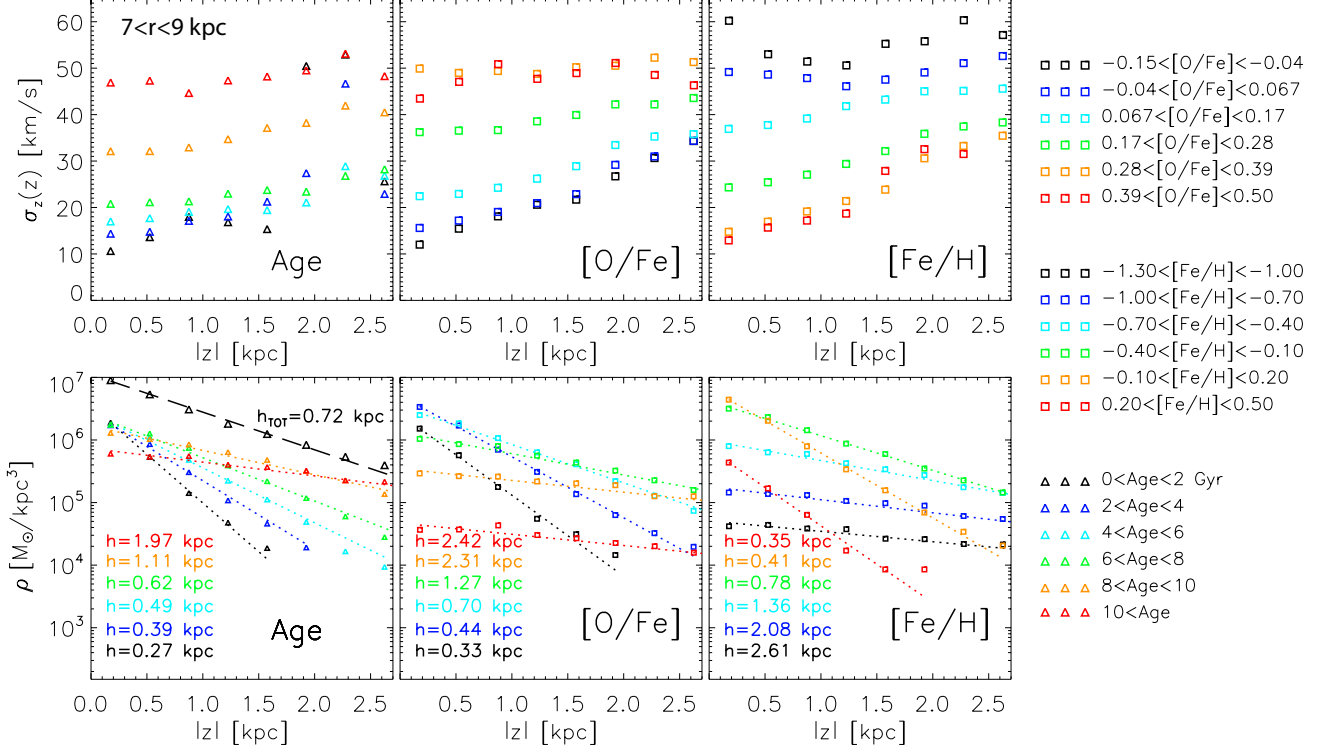 7<r<9 kpc
σz(z) [km/s]
60
50
40
30
20
10
0
Age
[O/Fe]
[Fe/H]
0.0 0.5 1.0 1.5 2.0 2.5
0.5 1.0 1.5 2.0 2.5
0.5 1.0 1.5 2.0 2.5
|z| [kpc]
|z| [kpc]
|z| [kpc]
ρ [M⊙/kpc³]
10⁷
10⁶
10⁵
10⁴
10³
hTOT=0.72 kpc
h=1.97 kpc
h=1.11 kpc
h=0.62 kpc
h=0.49 kpc
h=0.39 kpc
h=0.27 kpc
Age
h=2.42 kpc
h=2.31 kpc
h=1.27 kpc
h=0.70 kpc
h=0.44 kpc
h=0.33 kpc
[O/Fe]
h=0.35 kpc
h=0.41 kpc
h=0.78 kpc
h=1.36 kpc
h=2.08 kpc
h=2.61 kpc
[Fe/H]
0.0 0.5 1.0 1.5 2.0 2.5
0.5 1.0 1.5 2.0 2.5
0.5 1.0 1.5 2.0 2.5
|z| [kpc]
|z| [kpc]
|z| [kpc]
−0.15<[O/Fe]<−0.04
−0.04<[O/Fe]<0.067
0.067<[O/Fe]<0.17
0.17<[O/Fe]<0.28
0.28<[O/Fe]<0.39
0.39<[O/Fe]<0.50
−1.30<[Fe/H]<−1.00
−1.00<[Fe/H]<−0.70
−0.70<[Fe/H]<−0.40
−0.40<[Fe/H]<−0.10
−0.10<[Fe/H]<0.20
0.20<[Fe/H]<0.50
0<Age<2 Gyr
2<Age<4
4<Age<6
6<Age<8
8<Age<10
10<Age